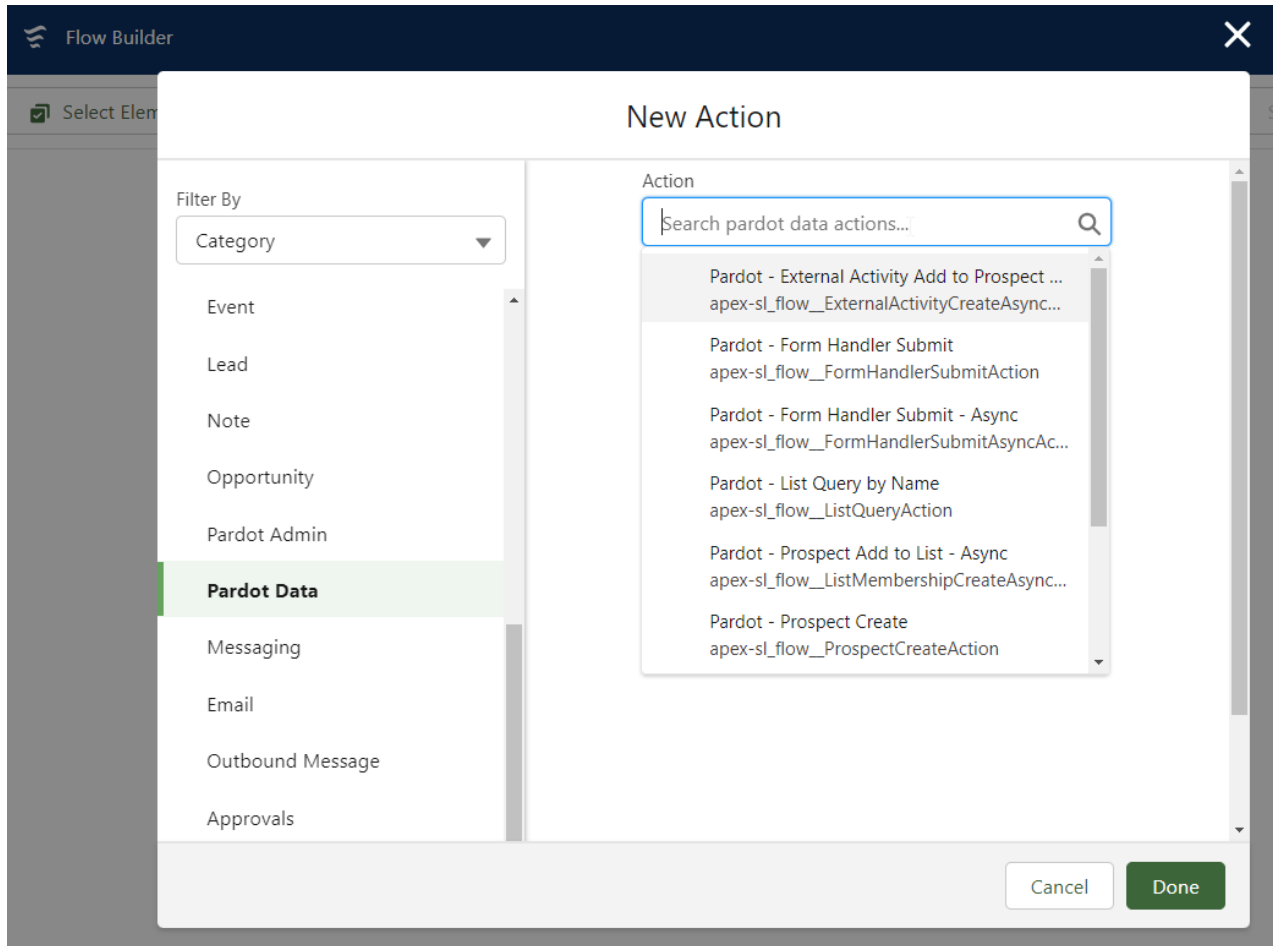 Flow Builder
Select Elem
New Action
Filter By
Category
Event
Lead
Note
Opportunity
Pardot Admin
Pardot Data
Messaging
Email
Outbound Message
Approvals
Action
Search pardot data actions...
Pardot - External Activity Add to Prospect ...
apex-sl_flow__ExternalActivityCreateAsync...
Pardot - Form Handler Submit
apex-sl_flow__FormHandlerSubmitAction
Pardot - Form Handler Submit - Async
apex-sl_flow__FormHandlerSubmitAsyncAc...
Pardot - List Query by Name
apex-sl_flow__ListQueryAction
Pardot - Prospect Add to List - Async
apex-sl_flow__ListMembershipCreateAsync...
Pardot - Prospect Create
apex-sl_flow__ProspectCreateAction
Cancel
Done